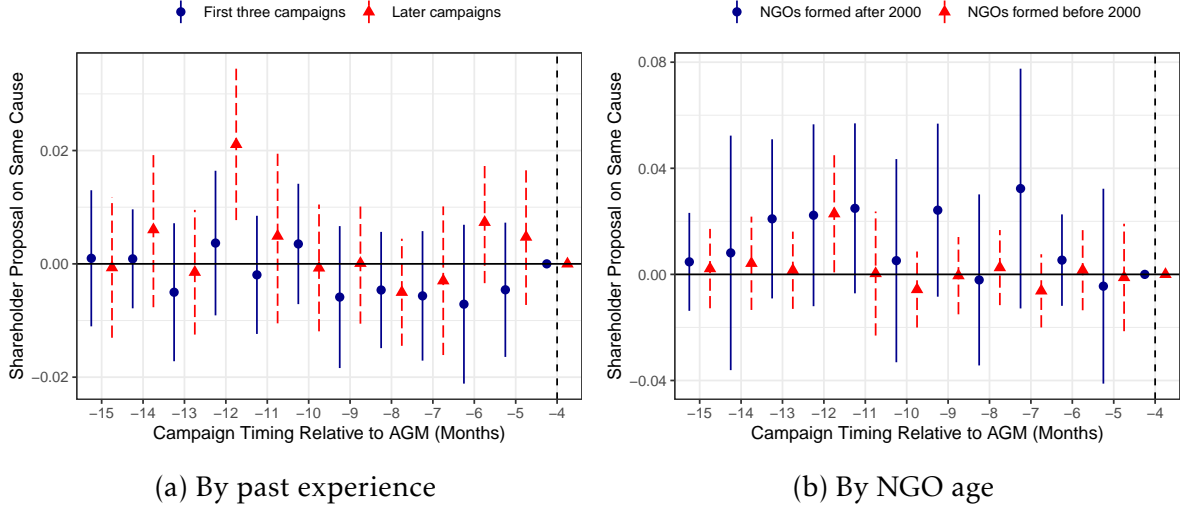 First three campaigns Later campaigns
Shareholder Proposal on Same Cause
0.02
0.00
−0.02
−15 −14 −13 −12 −11 −10 −9 −8 −7 −6 −5 −4
Campaign Timing Relative to AGM (Months)
(a) By past experience
NGOs formed after 2000 NGOs formed before 2000
Shareholder Proposal on Same Cause
0.08
0.04
0.00
−0.04
−15 −14 −13 −12 −11 −10 −9 −8 −7 −6 −5 −4
Campaign Timing Relative to AGM (Months)
(b) By NGO age